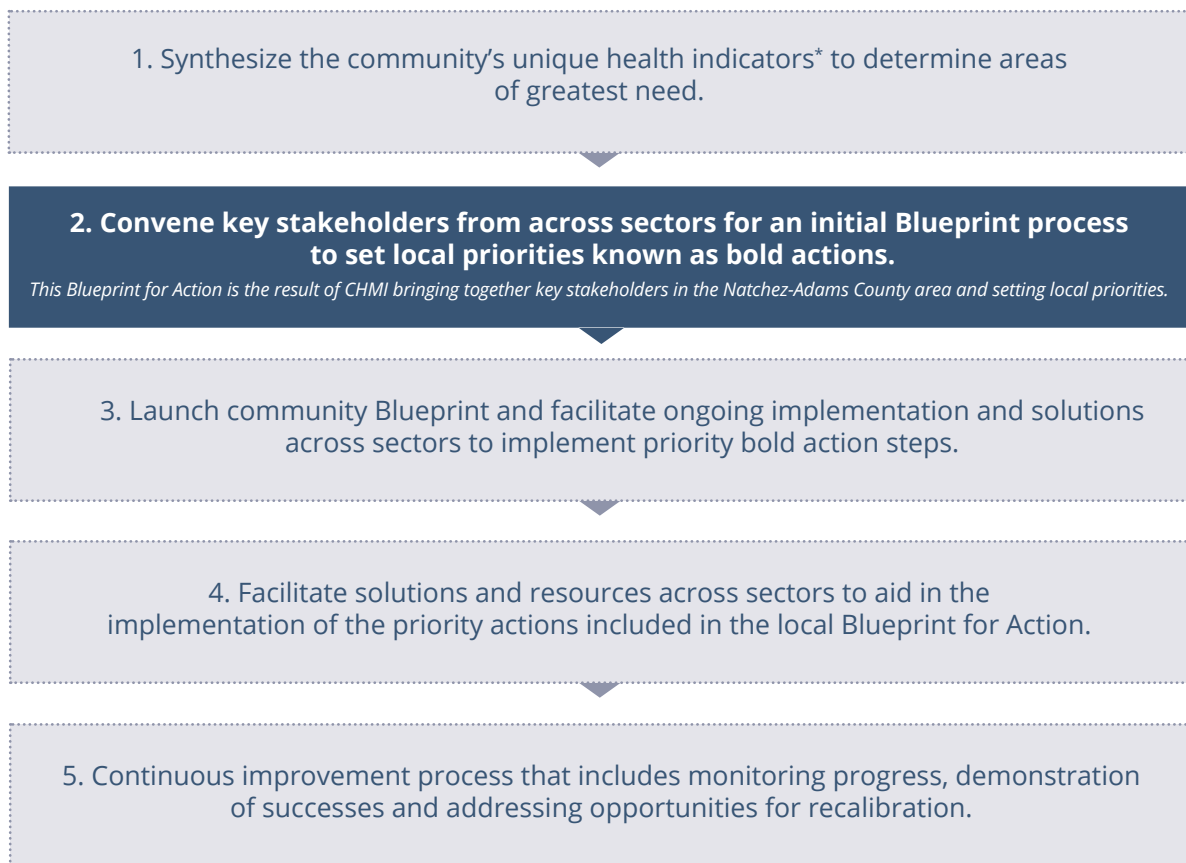 1. Synthesize the community’s unique health indicators* to determine areas
of greatest need.
2. Convene key stakeholders from across sectors for an initial Blueprint process
to set local priorities known as bold actions.
This Blueprint for Action is the result of CHMI bringing together key stakeholders in the Natchez-Adams County area and setting local priorities.
3. Launch community Blueprint and facilitate ongoing implementation and solutions
across sectors to implement priority bold action steps.
4. Facilitate solutions and resources across sectors to aid in the
implementation of the priority actions included in the local Blueprint for Action.
5. Continuous improvement process that includes monitoring progress, demonstration
of successes and addressing opportunities for recalibration.